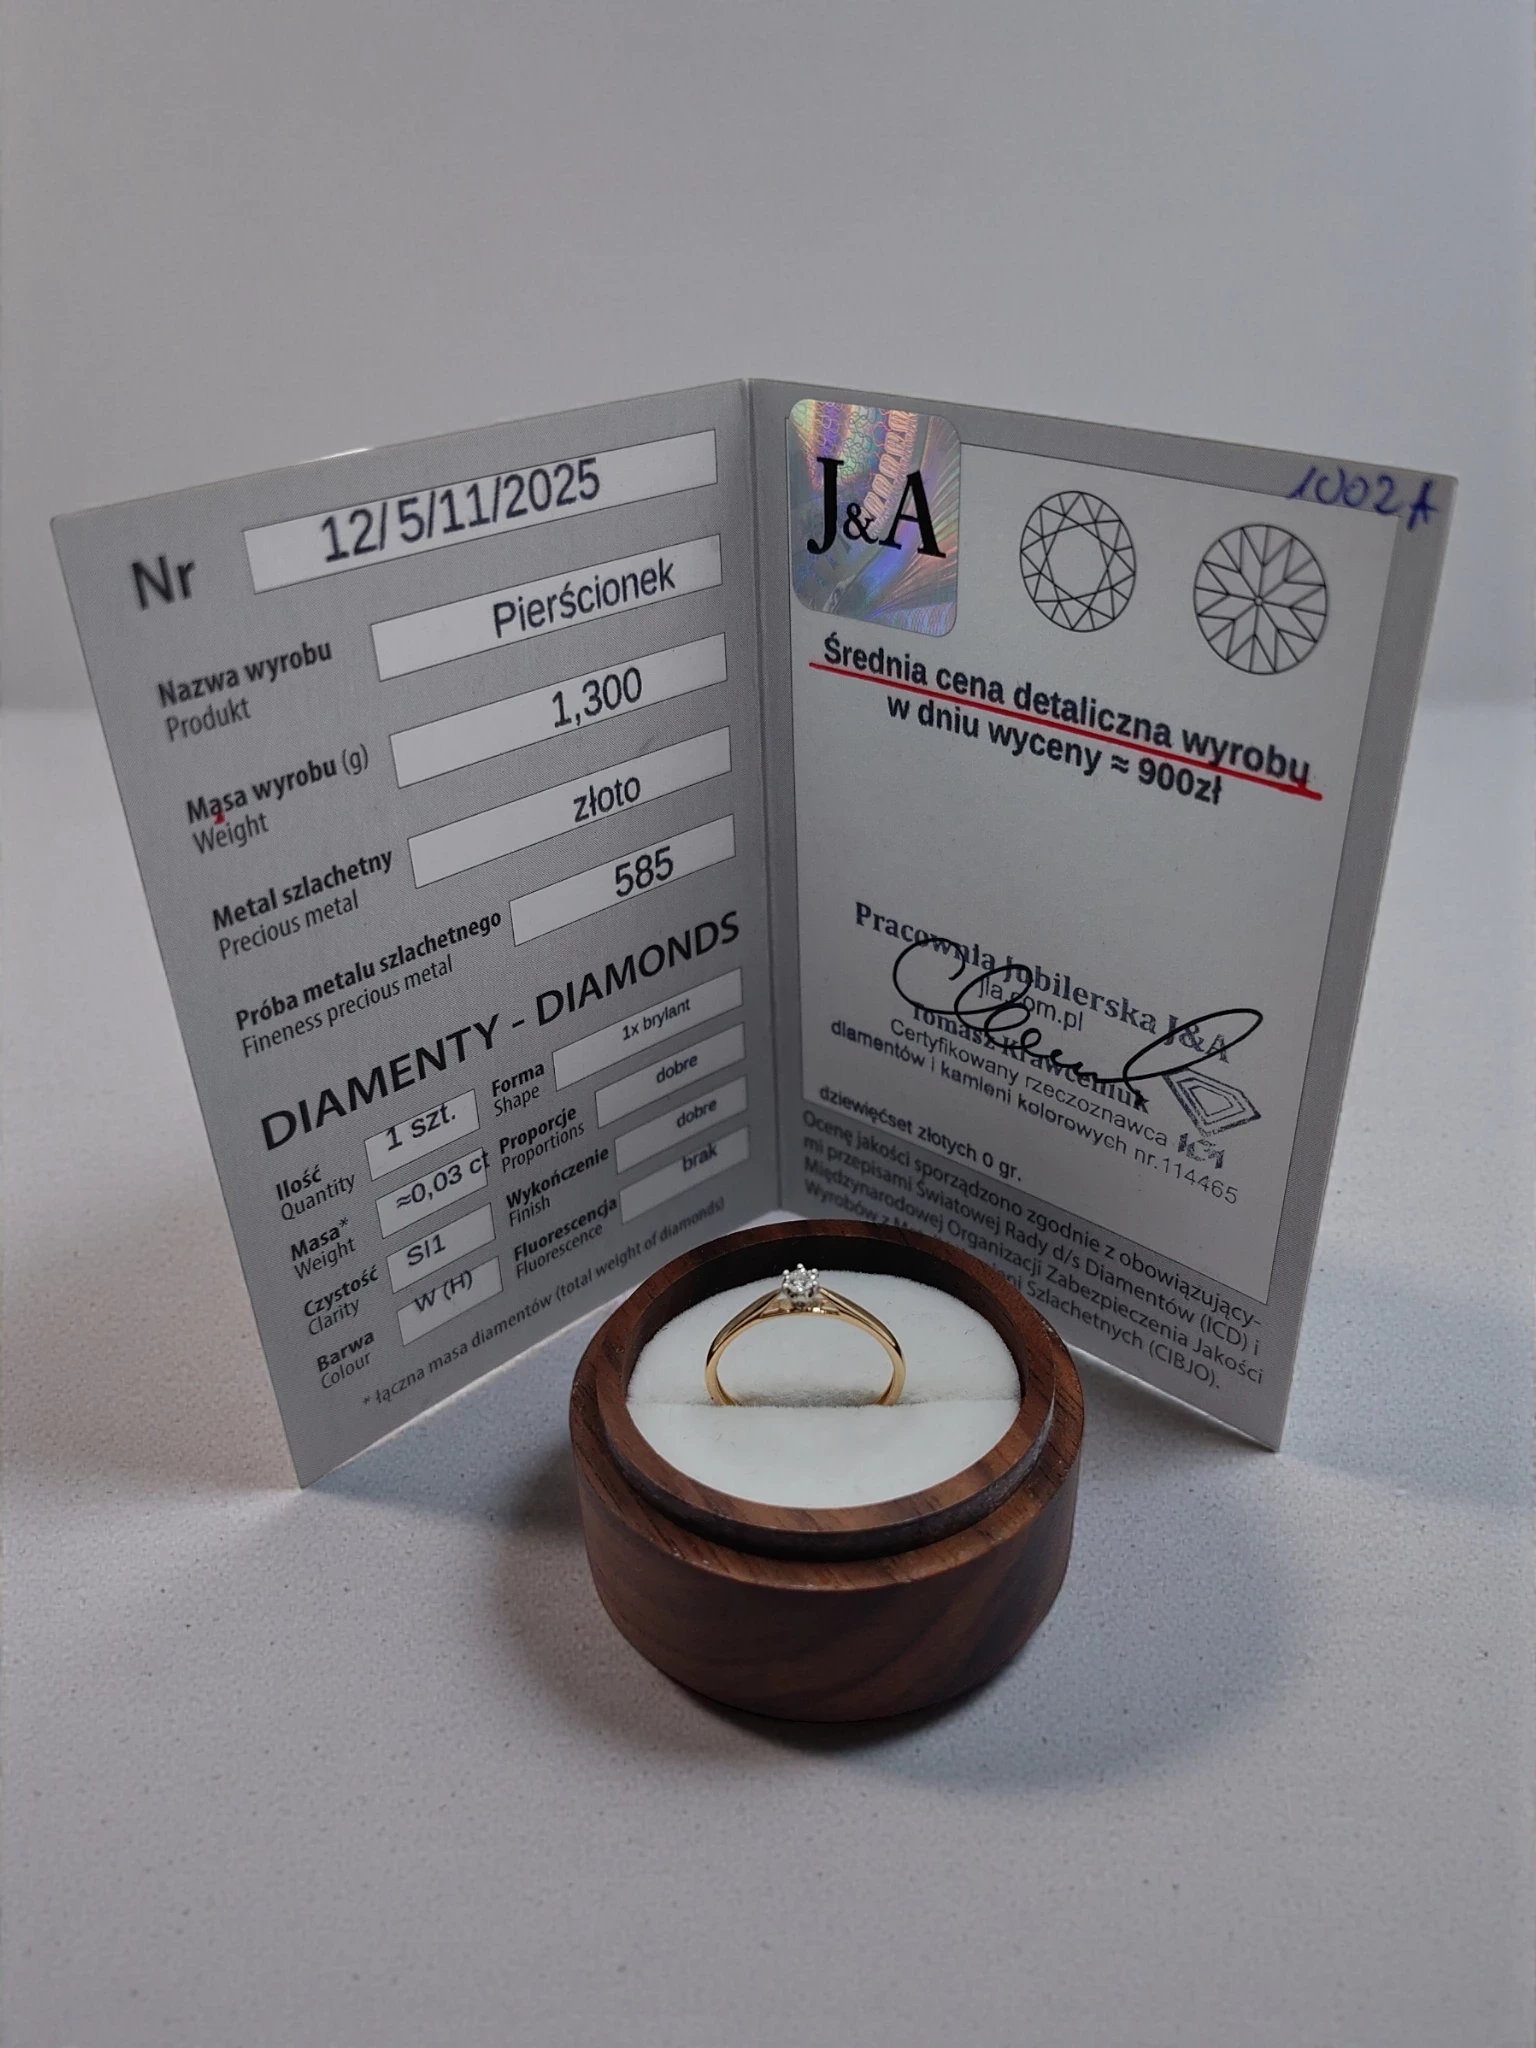 Nr 12/5/11/2025
Nazwa wyrobu Pierścionek
Produkt
Masa wyrobu (g) 1,300
Weight
Metal szlachetny złoto
Precious metal
Próba metalu szlachetnego 585
Fineness precious metal
DIAMENTY - DIAMONDS
Ilość 1 szt.
Quantity
Masa* ≈0,03 ct
Weight
Czystość SI1
Clarity
Barwa W (H)
Colour
Forma 1x brylant
Shape
Proporcje dobre
Proportions
Wykończenie dobre
Finish
Fluorescencja brak
Fluorescence
* łączna masa diamentów (total weight of diamonds)
J&A
1002A
Średnia cena detaliczna wyrobu
w dniu wyceny ≈ 900zł
Pracownia Jubilerska J&A
jia.com.pl
Tomasz Krawceniuk
Certyfikowany rzeczoznawca
diamentów i kamieni kolorowych nr.114465
dziewięćset złotych 0 gr.
Ocenę jakości sporządzono zgodnie z obowiązujący-
mi przepisami Światowej Rady d/s Diamentów (ICD) i
Międzynarodowej Organizacji Zabezpieczenia Jakości
Wyrobów z Szlachetnych (CIBJO).